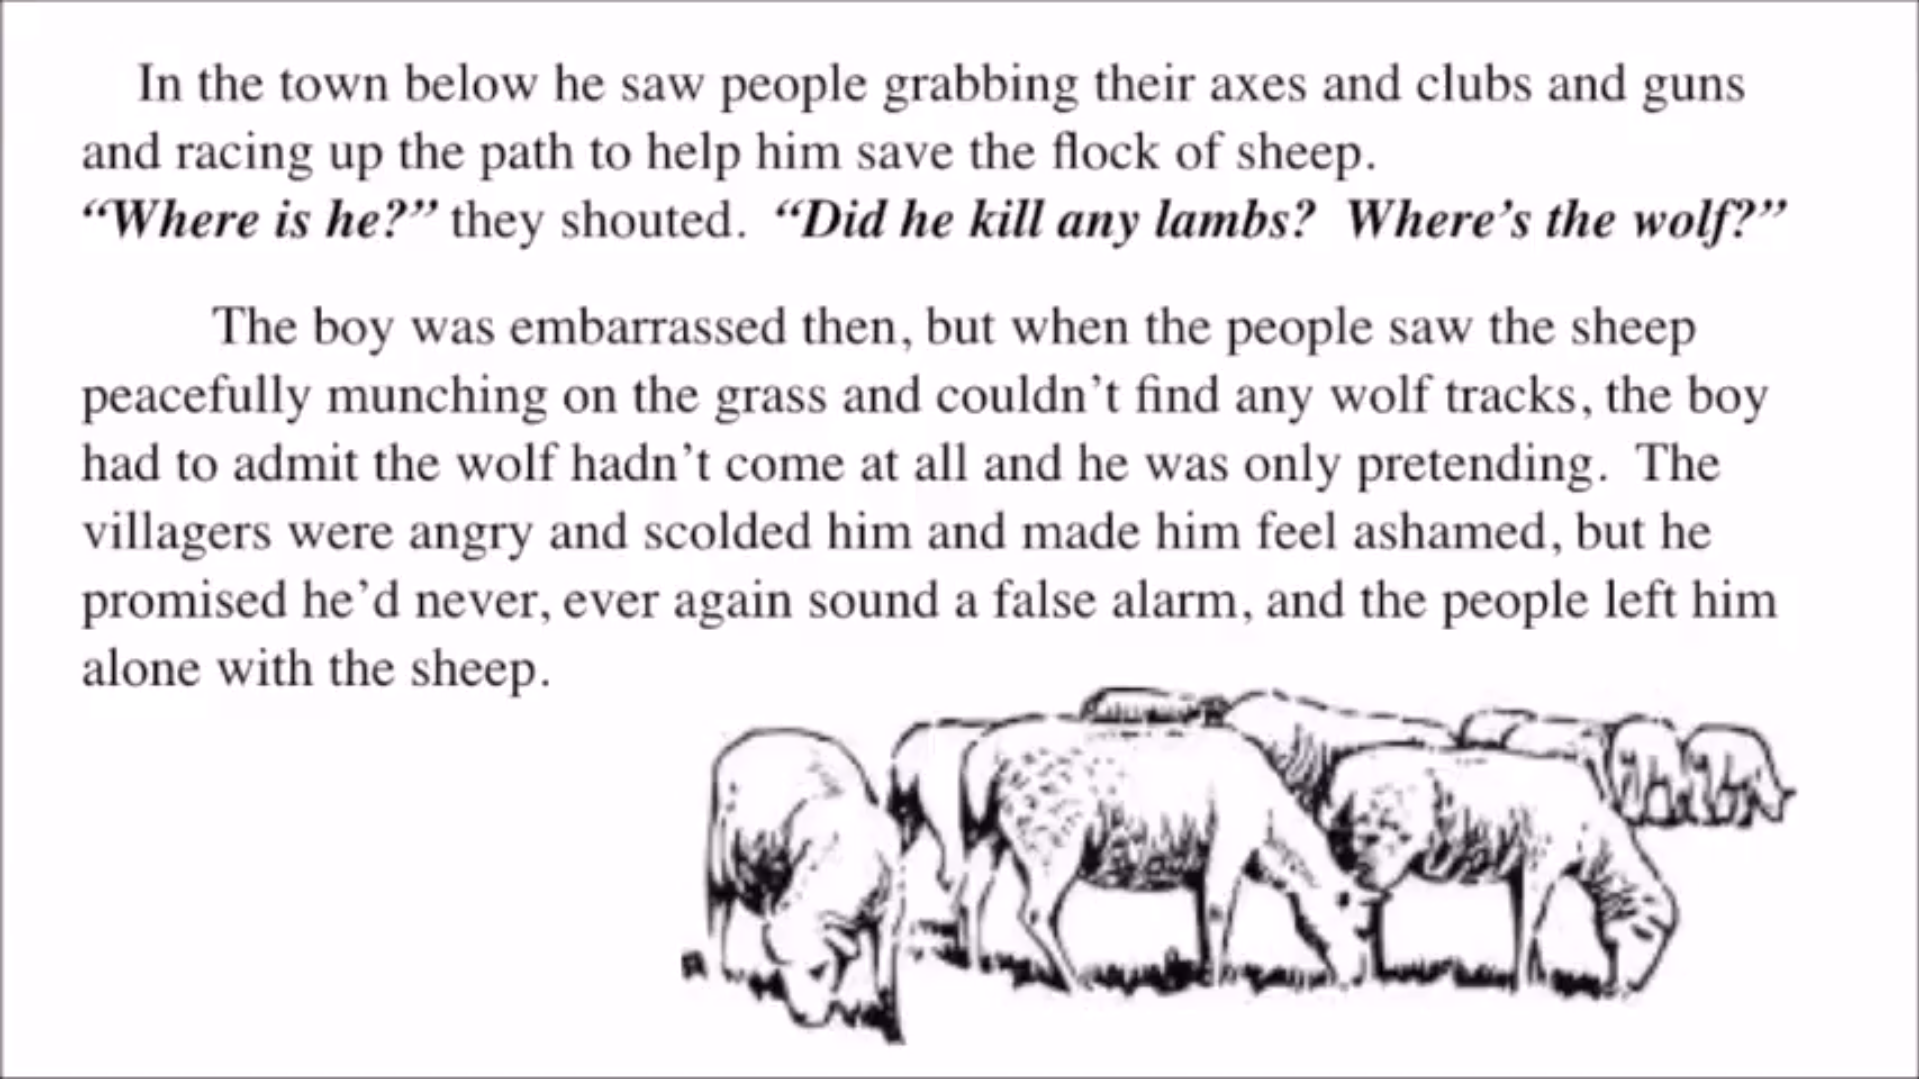 In the town below he saw people grabbing their axes and clubs and guns
and racing up the path to help him save the flock of sheep.
“Where is he?” they shouted. “Did he kill any lambs? Where’s the wolf?”
The boy was embarrassed then, but when the people saw the sheep
peacefully munching on the grass and couldn’t find any wolf tracks, the boy
had to admit the wolf hadn’t come at all and he was only pretending. The
villagers were angry and scolded him and made him feel ashamed, but he
promised he’d never, ever again sound a false alarm, and the people left him
alone with the sheep.